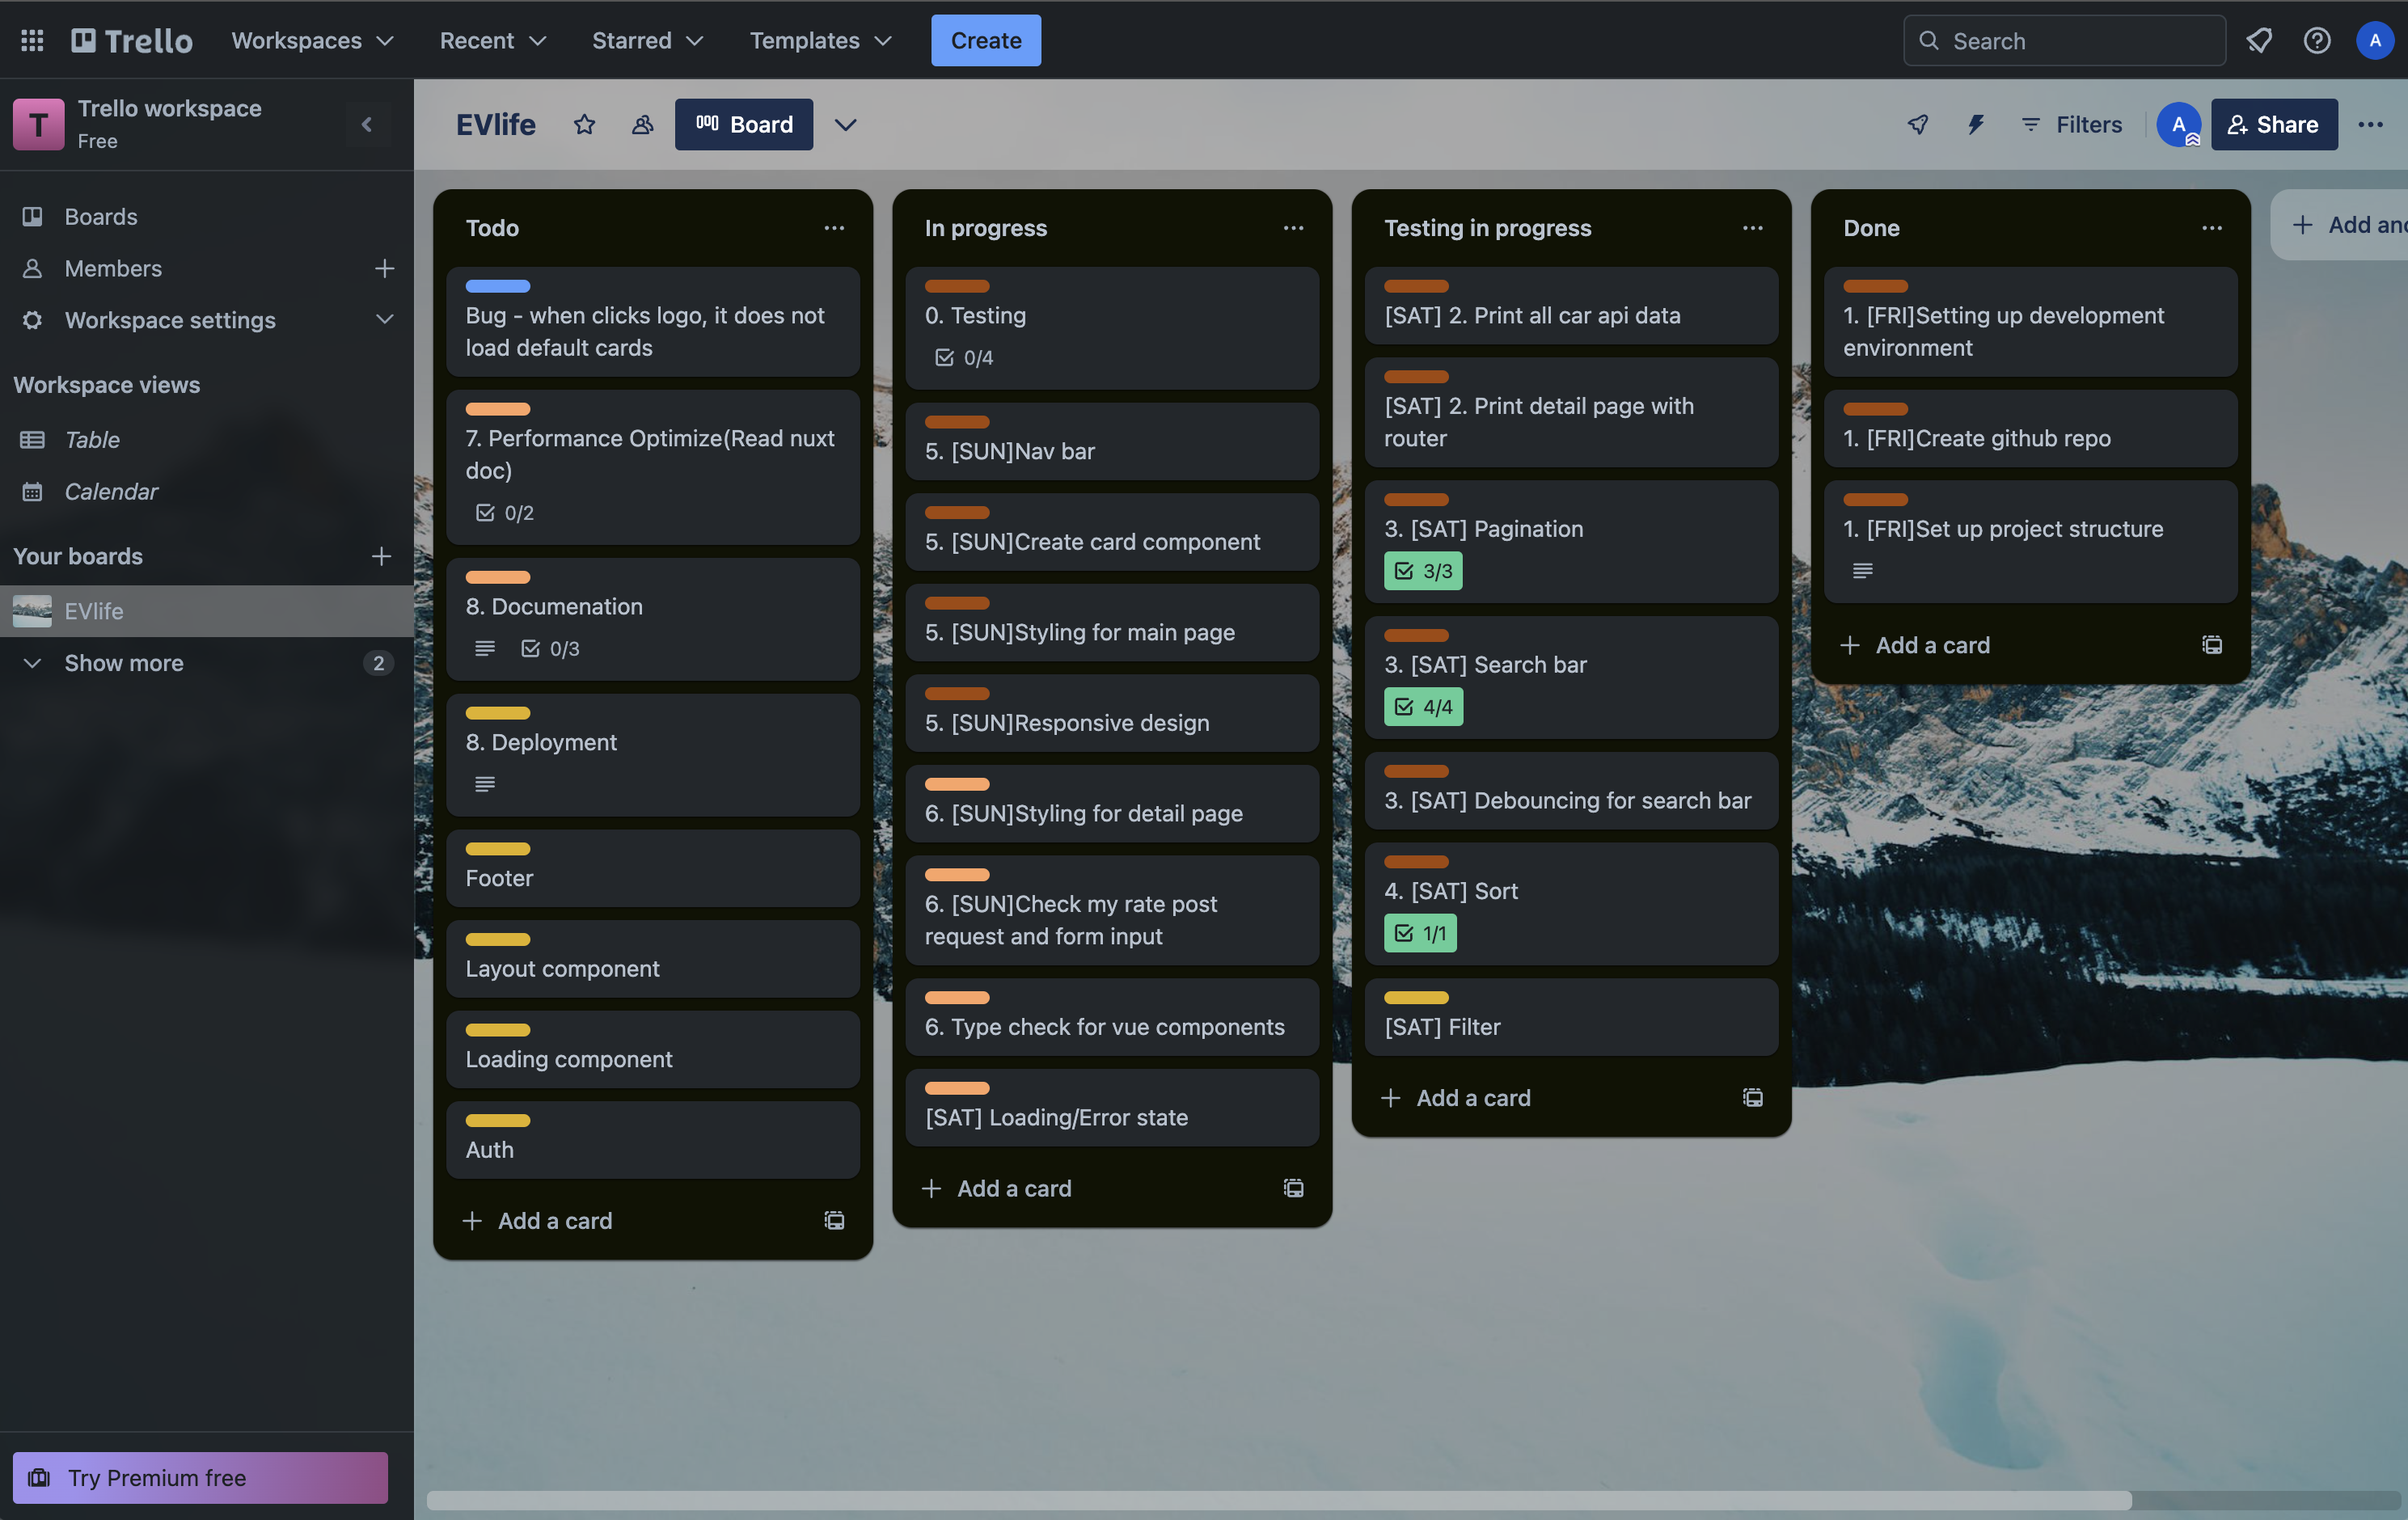 Trello
Workspaces
Recent
Starred
Templates
Create
Search
A
T
Trello workspace
Free
Boards
Members
Workspace settings
Workspace views
Table
Calendar
Your boards
EVlife
Show more
2
Try Premium free
EVlife
Board
Filters
A
Share
Todo
Bug - when clicks logo, it does not
load default cards
7. Performance Optimize(Read nuxt
doc)
0/2
8. Documenation
0/3
8. Deployment
Footer
Layout component
Loading component
Auth
Add a card
In progress
0. Testing
0/4
5. [SUN]Nav bar
5. [SUN]Create card component
5. [SUN]Styling for main page
5. [SUN]Responsive design
6. [SUN]Styling for detail page
6. [SUN]Check my rate post
request and form input
6. Type check for vue components
[SAT] Loading/Error state
Add a card
Testing in progress
[SAT] 2. Print all car api data
[SAT] 2. Print detail page with
router
3. [SAT] Pagination
3/3
3. [SAT] Search bar
4/4
3. [SAT] Debouncing for search bar
4. [SAT] Sort
1/1
[SAT] Filter
Add a card
Done
1. [FRI]Setting up development
environment
1. [FRI]Create github repo
1. [FRI]Set up project structure
Add a card
Add